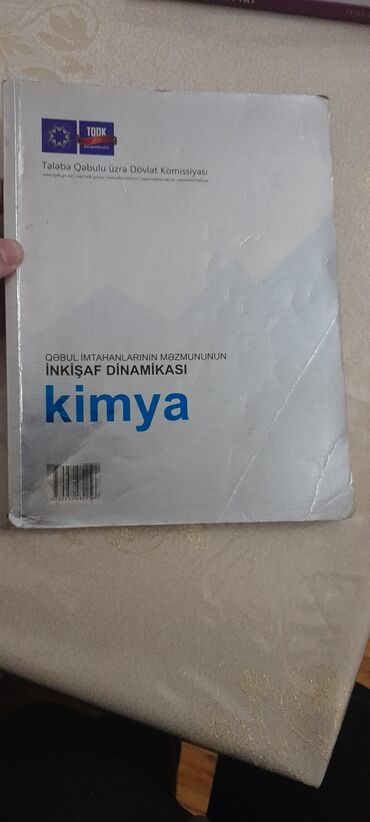 TQDK
Tələbə Qəbulu üzrə Dövlət Komissiyası
QƏBUL İMTAHANLARININ MƏZMUNUNUN
İNKİŞAF DİNAMİKASI
kimya